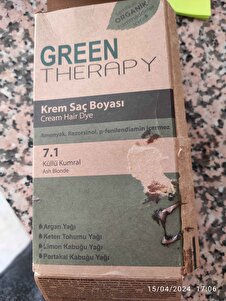 ORGANİK
GREEN
THERAPY
Krem Saç Boyası
Cream Hair Dye
Amonyak, Rezorsinol, p-fenilendiamin içermez
7.1
Küllü Kumral
Ash Blonde
Argan Yağı
Keten Tohumu Yağı
Limon Kabuğu Yağı
Portakal Kabuğu Yağı
15/04/2024 17:06